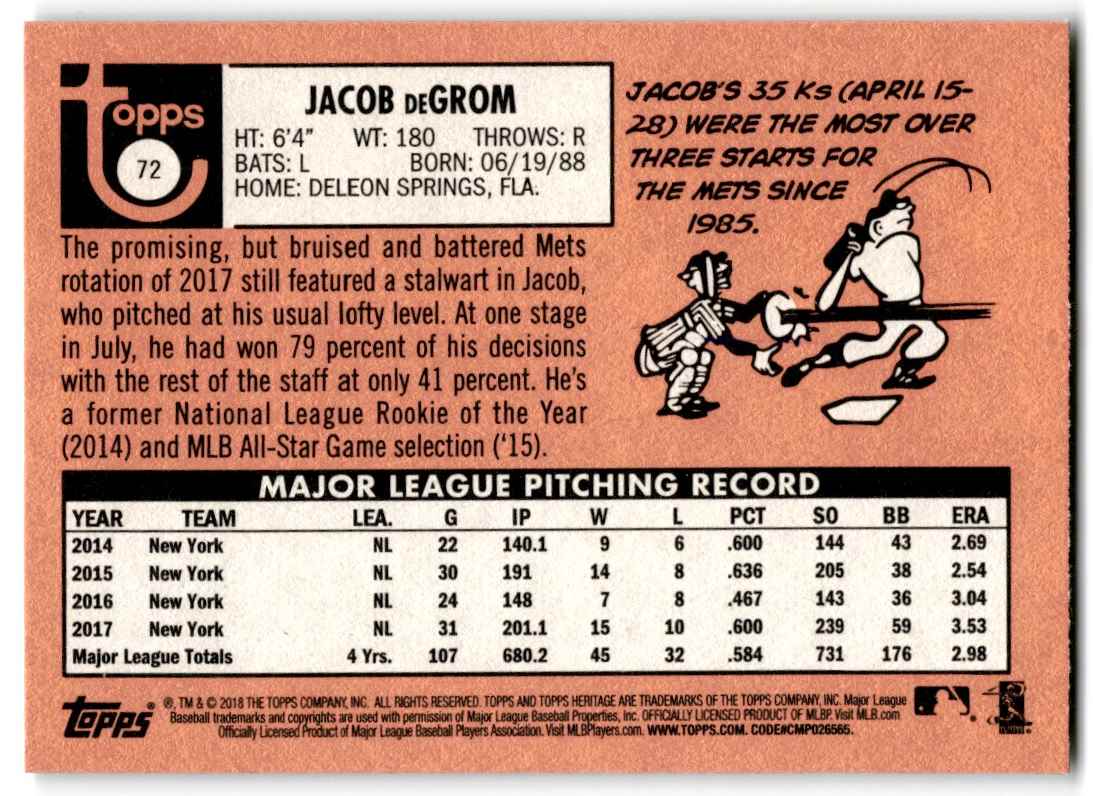 topps
72
JACOB DEGROM
HT: 6'4" WT: 180 THROWS: R
BATS: L BORN: 06/19/88
HOME: DELEON SPRINGS, FLA.
JACOB'S 35 Ks (APRIL 15-
28) WERE THE MOST OVER
THREE STARTS FOR
THE METS SINCE
1985.
The promising, but bruised and battered Mets
rotation of 2017 still featured a stalwart in Jacob,
who pitched at his usual lofty level. At one stage
in July, he had won 79 percent of his decisions
with the rest of the staff at only 41 percent. He's
a former National League Rookie of the Year
(2014) and MLB All-Star Game selection ('15).
MAJOR LEAGUE PITCHING RECORD
YEAR TEAM LEA. G IP W L PCT SO BB ERA
2014 New York NL 22 140.1 9 6 .600 144 43 2.69
2015 New York NL 30 191 14 8 .636 205 38 2.54
2016 New York NL 24 148 7 8 .467 143 36 3.04
2017 New York NL 31 201.1 15 10 .600 239 59 3.53
Major League Totals 4 Yrs. 107 680.2 45 32 .584 731 176 2.98
Topps ® ®, TM & © 2018 THE TOPPS COMPANY, INC. ALL RIGHTS RESERVED. TOPPS AND TOPPS HERITAGE ARE TRADEMARKS OF THE TOPPS COMPANY, INC. Major League
Baseball trademarks and copyrights are used with permission of Major League Baseball Properties, Inc. OFFICIALLY LICENSED PRODUCT OF MLBP. Visit MLB.com
Officially Licensed Product of Major League Baseball Players Association. Visit MLBPlayers.com. WWW.TOPPS.COM. CODE#CMP026565.